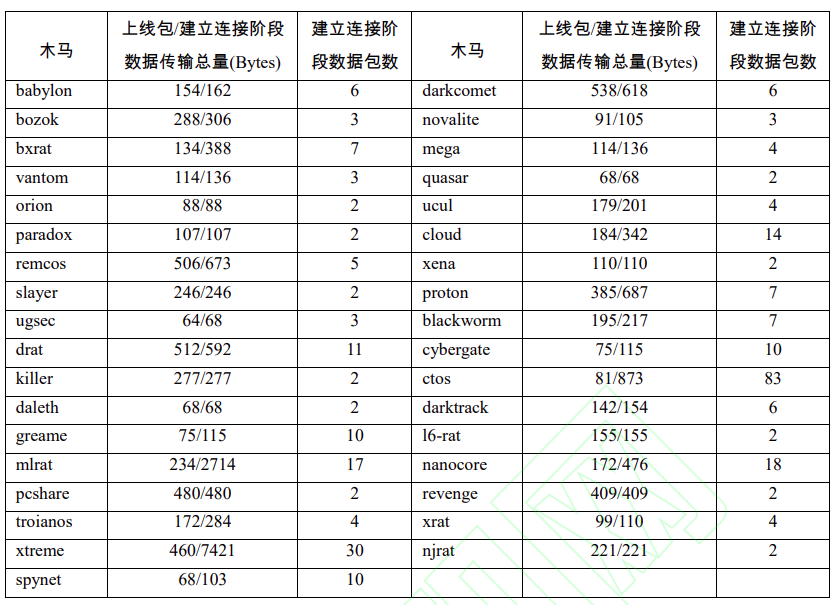 木马 上线包/建立连接阶段数据传输总量(Bytes) 建立连接阶段数据包数 木马 上线包/建立连接阶段数据传输总量(Bytes) 建立连接阶段数据包数
babylon 154/162 6 darkcomet 538/618 6
bozok 288/306 3 novalite 91/105 3
bxrat 134/388 7 mega 114/136 4
vantom 114/136 3 quasar 68/68 2
orion 88/88 2 ucul 179/201 4
paradox 107/107 2 cloud 184/342 14
remcos 506/673 5 xena 110/110 2
slayer 246/246 2 proton 385/687 7
ugsec 64/68 3 blackworm 195/217 7
drat 512/592 11 cybergate 75/115 10
killer 277/277 2 ctos 81/873 83
daleth 68/68 2 darktrack 142/154 6
greame 75/115 10 l6-rat 155/155 2
mlrat 234/2714 17 nanocore 172/476 18
pcshare 480/480 2 revenge 409/409 2
troianos 172/284 4 xrat 99/110 4
xtreme 460/7421 30 njrat 221/221 2
spynet 68/103 10